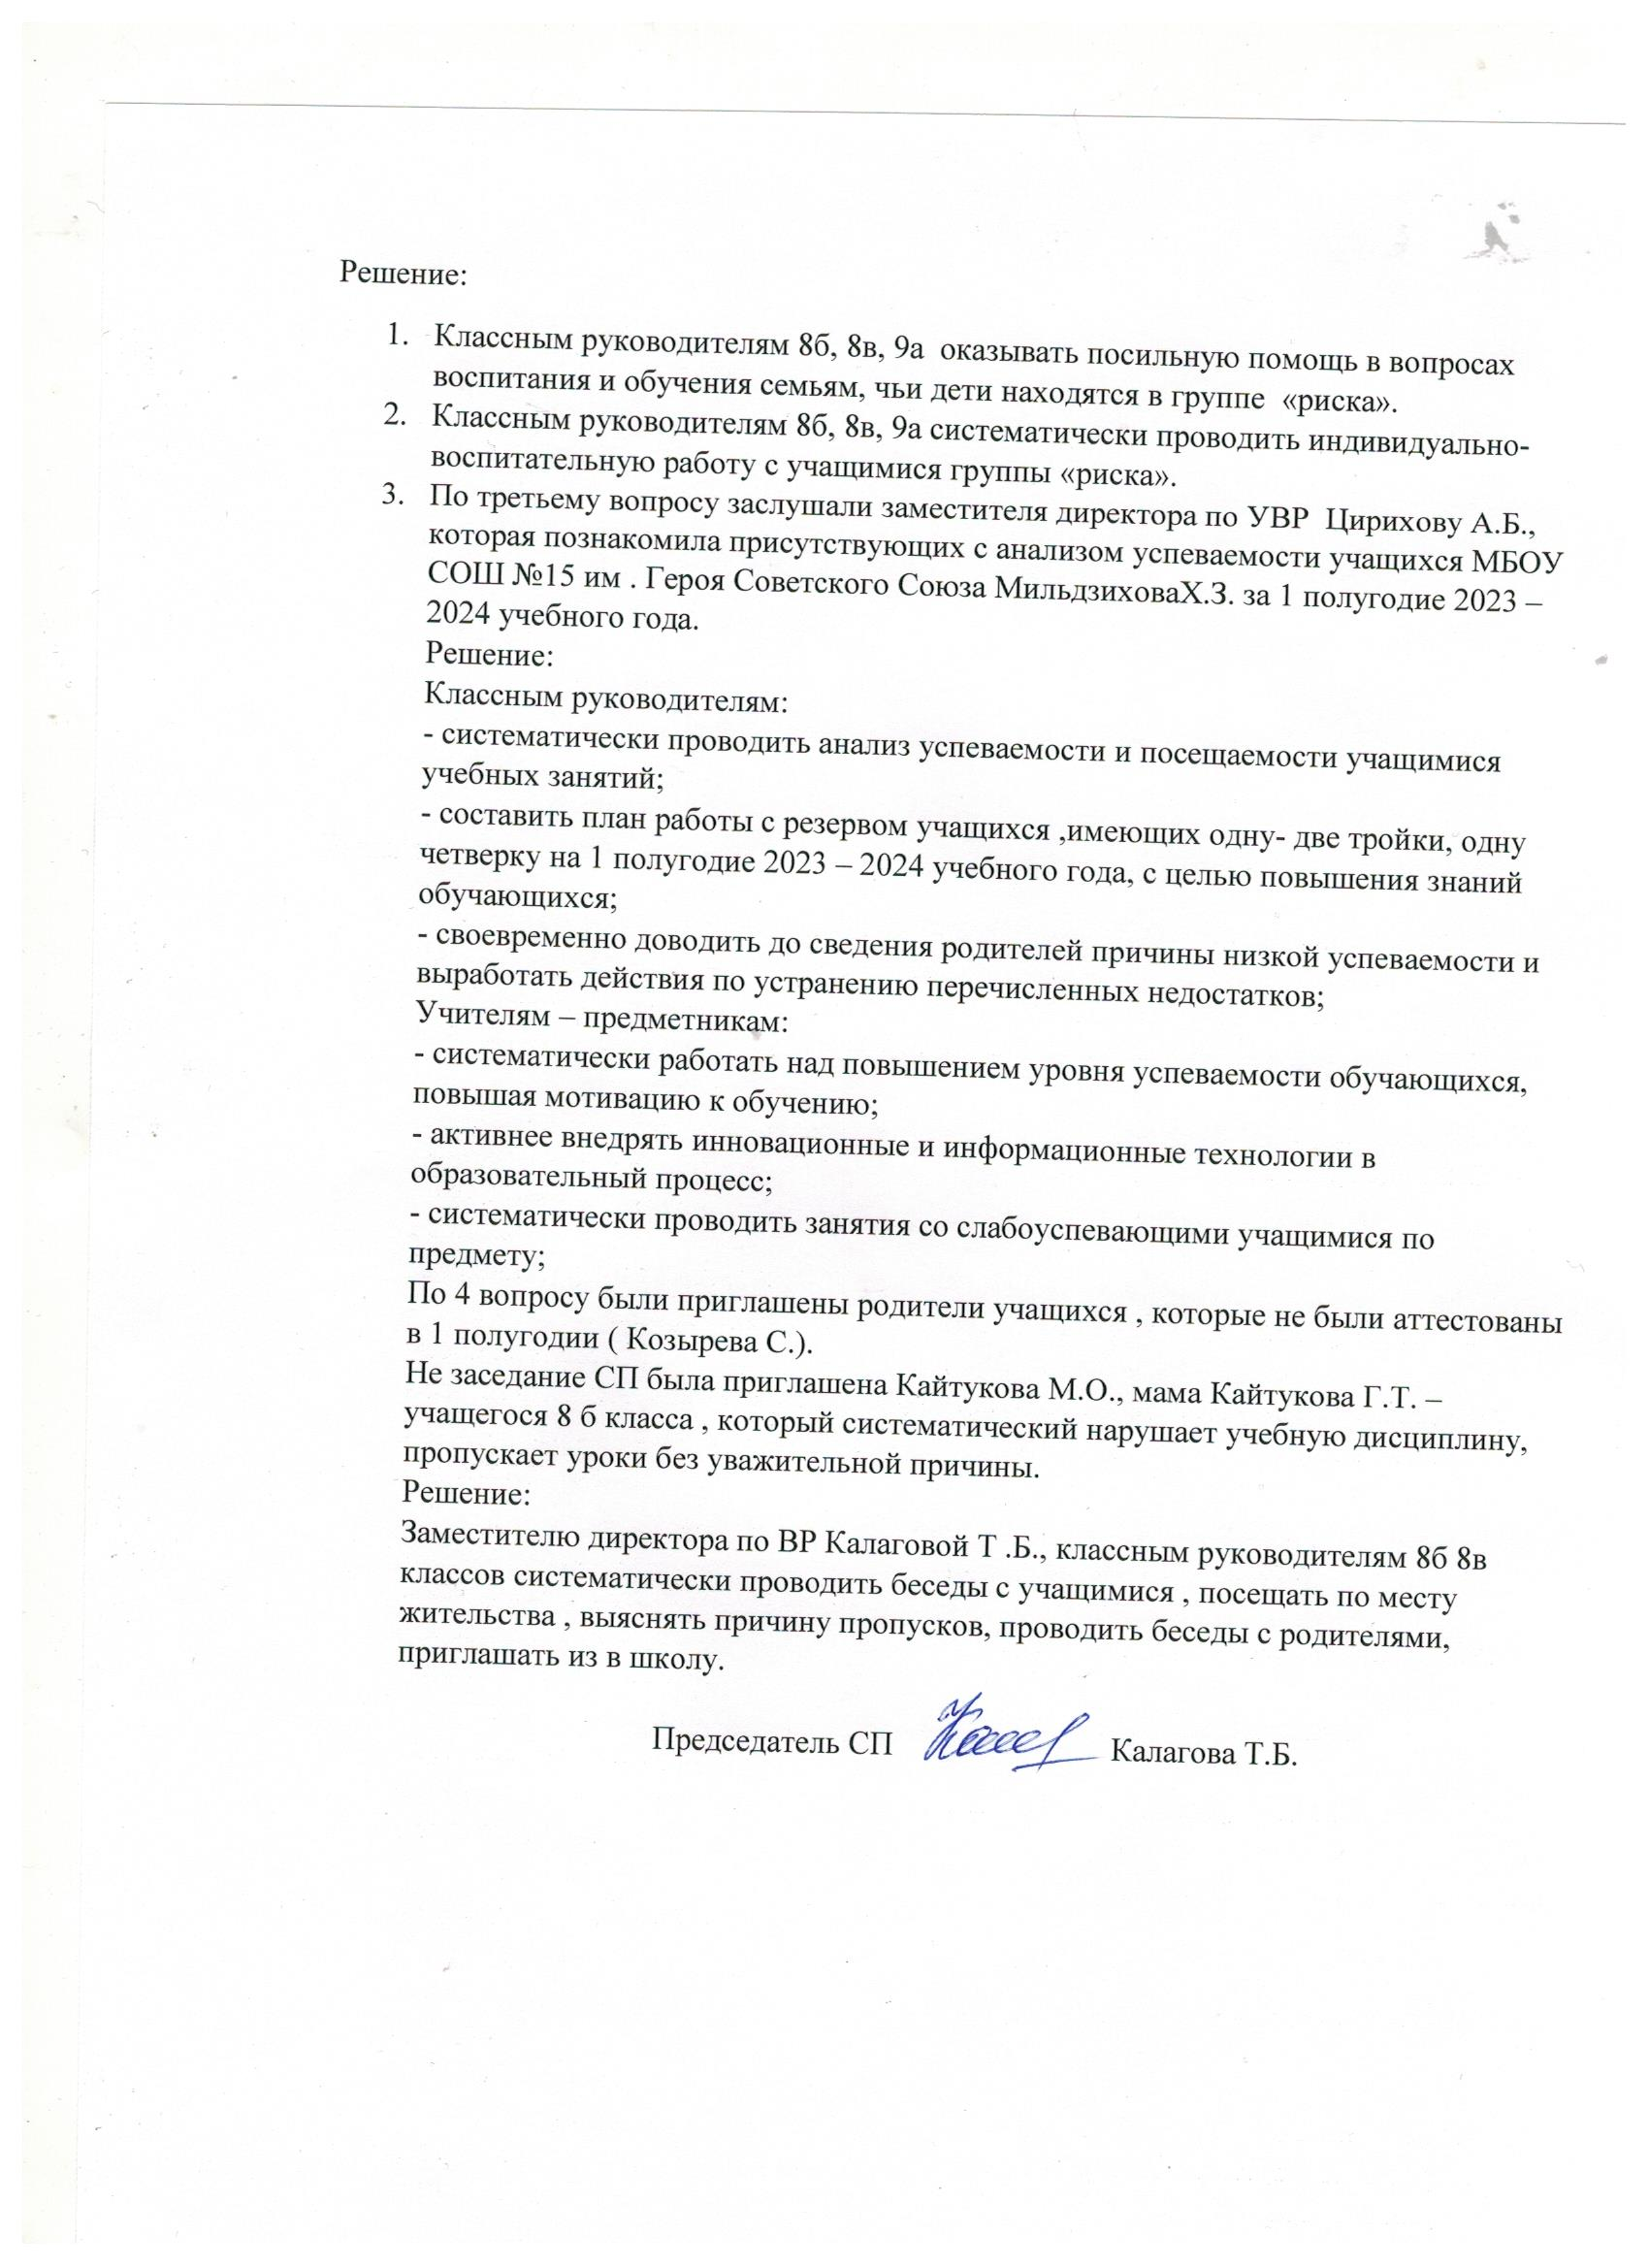 Решение:
1. Классным руководителям 8б, 8в, 9а  оказывать посильную помощь в вопросах
воспитания и обучения семьям, чьи дети находятся в группе  «риска».
2. Классным руководителям 8б, 8в, 9а систематически проводить индивидуально-
воспитательную работу с учащимися группы «риска».
3. По третьему вопросу заслушали заместителя директора по УВР  Цирихову А.Б.,
которая познакомила присутствующих с анализом успеваемости учащихся МБОУ
СОШ №15 им . Героя Советского Союза МильдзиховаХ.З. за 1 полугодие 2023 –
2024 учебного года.
Решение:
Классным руководителям:
- систематически проводить анализ успеваемости и посещаемости учащимися
учебных занятий;
- составить план работы с резервом учащихся ,имеющих одну- две тройки, одну
четверку на 1 полугодие 2023 – 2024 учебного года, с целью повышения знаний
обучающихся;
- своевременно доводить до сведения родителей причины низкой успеваемости и
выработать действия по устранению перечисленных недостатков;
Учителям – предметникам:
- систематически работать над повышением уровня успеваемости обучающихся,
повышая мотивацию к обучению;
- активнее внедрять инновационные и информационные технологии в
образовательный процесс;
- систематически проводить занятия со слабоуспевающими учащимися по
предмету;
По 4 вопросу были приглашены родители учащихся , которые не были аттестованы
в 1 полугодии ( Козырева С.).
Не заседание СП была приглашена Кайтукова М.О., мама Кайтукова Г.Т. –
учащегося 8 б класса , который систематический нарушает учебную дисциплину,
пропускает уроки без уважительной причины.
Решение:
Заместителю директора по ВР Калаговой Т .Б., классным руководителям 8б 8в
классов систематически проводить беседы с учащимися , посещать по месту
жительства , выяснять причину пропусков, проводить беседы с родителями,
приглашать из в школу.
Председатель СП Калагова Т.Б.